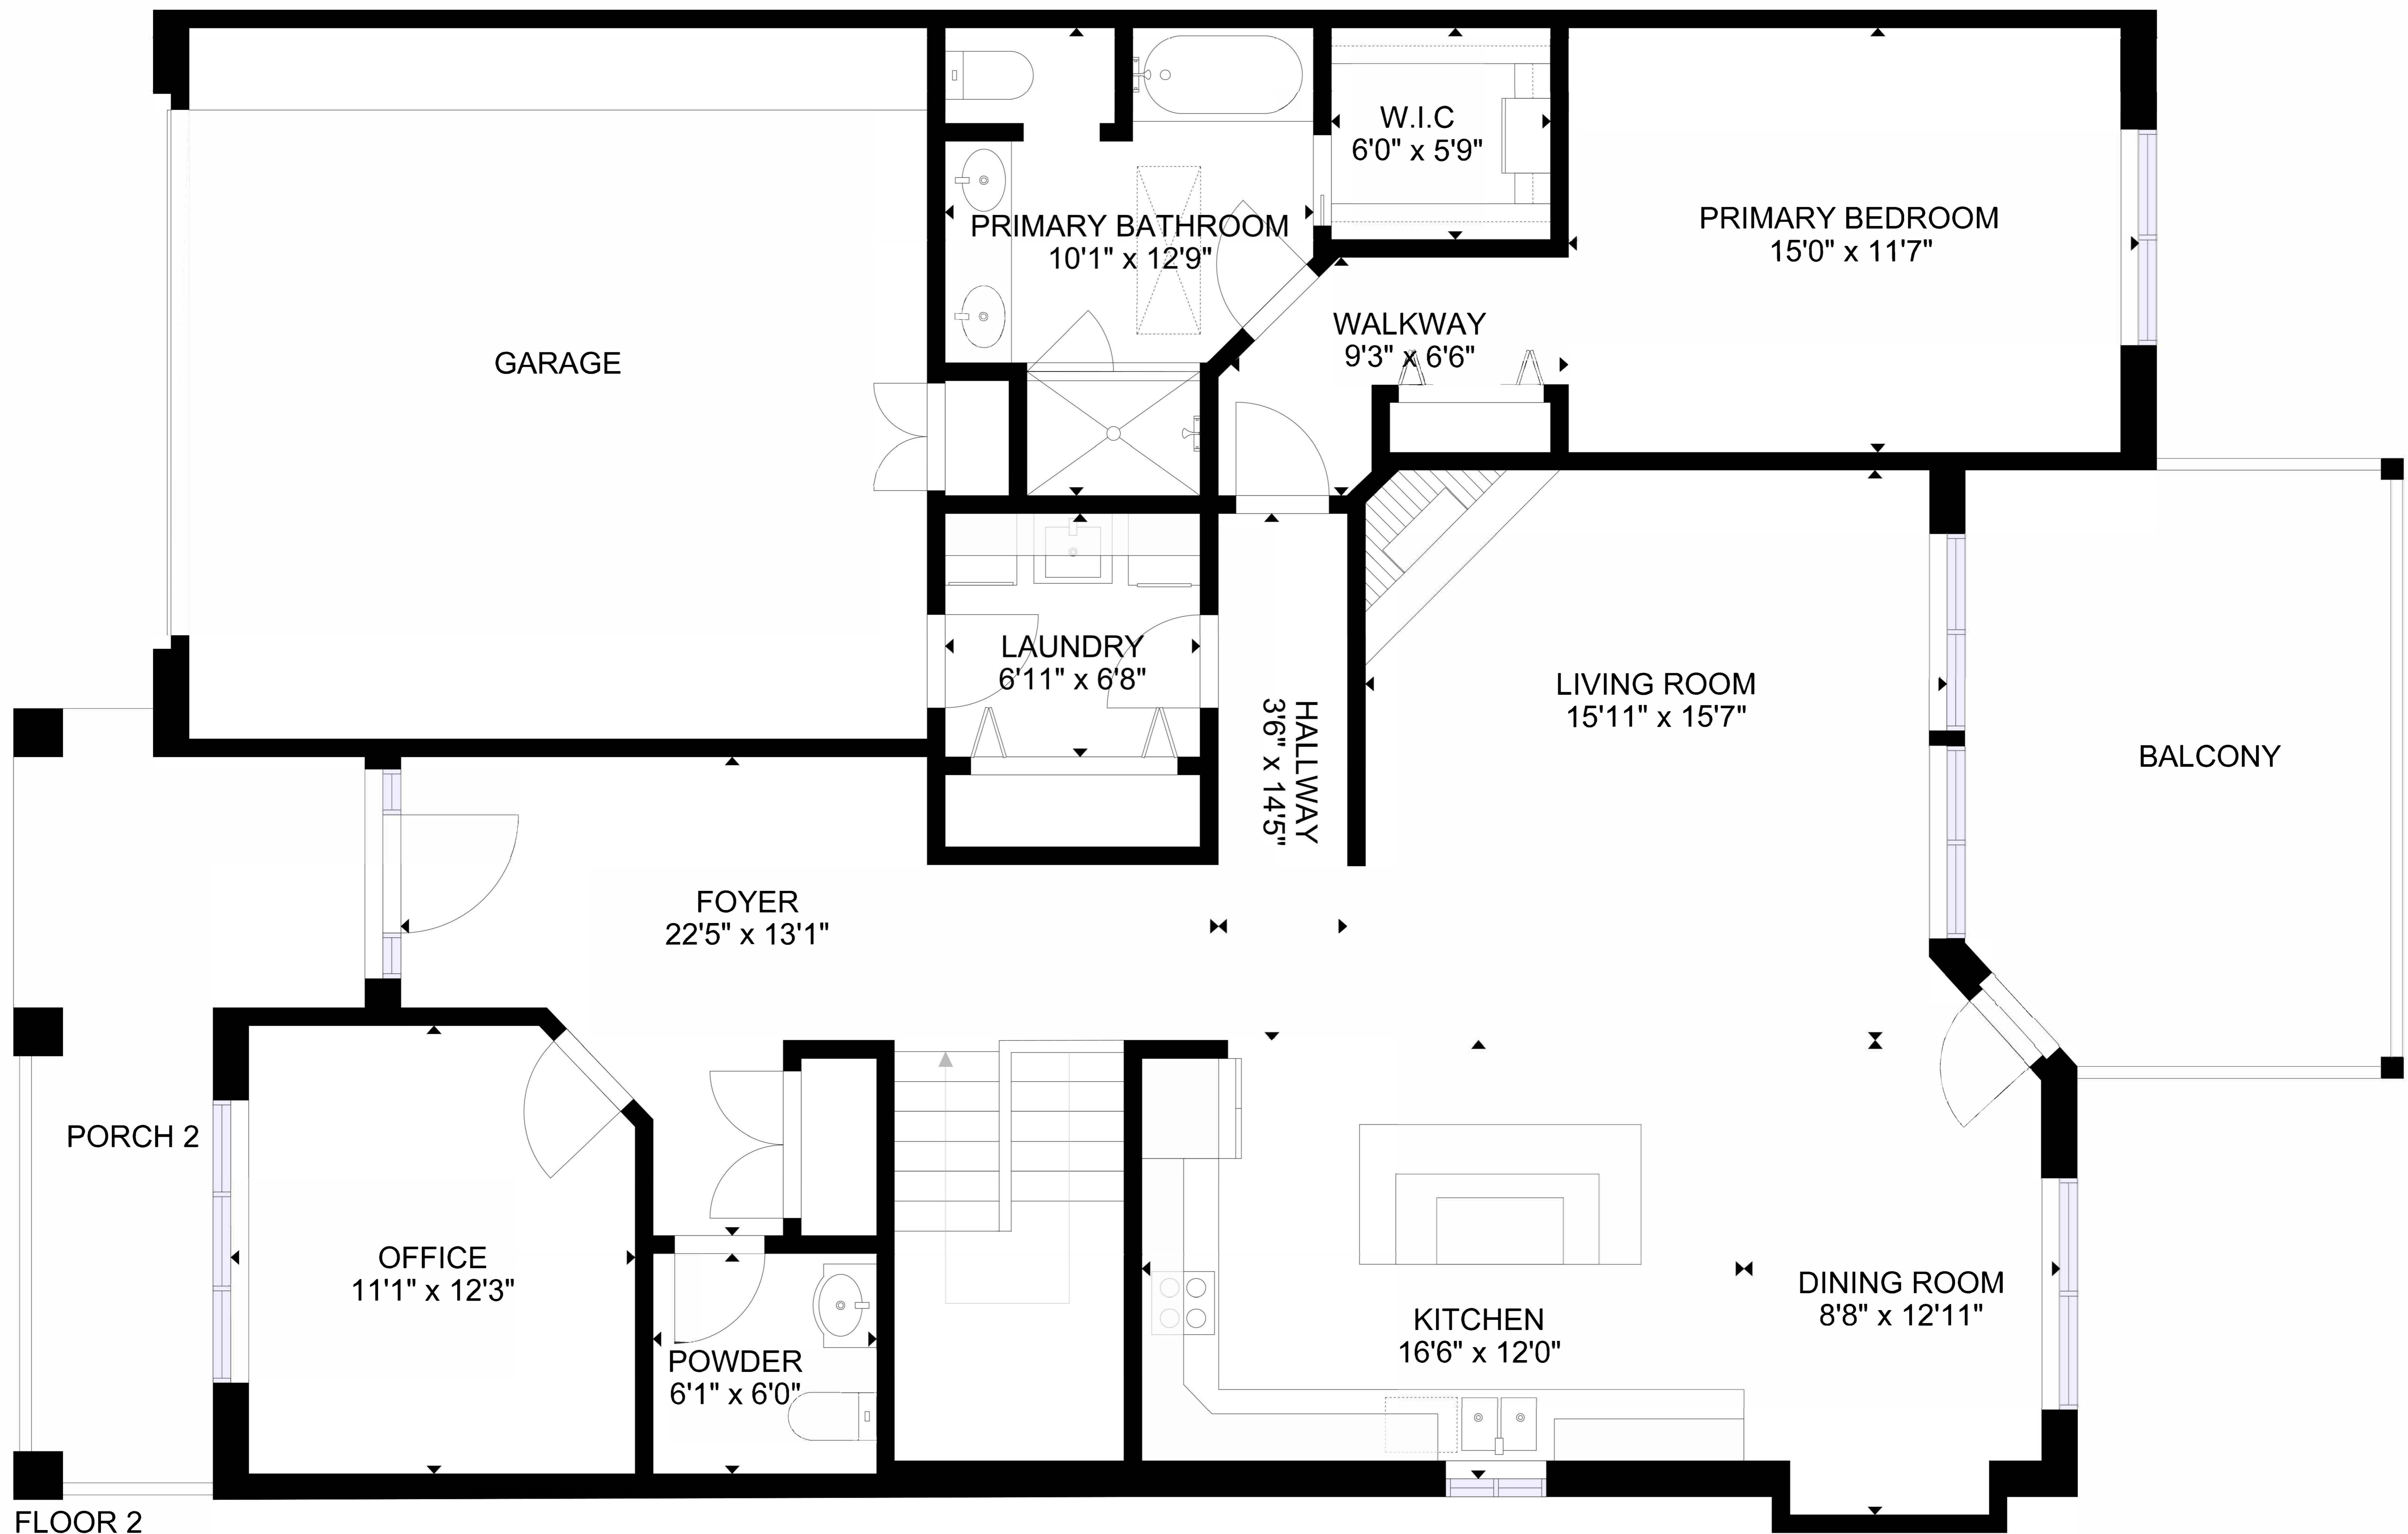 W.I.C
6'0" x 5'9"
PRIMARY BATHROOM
10'1" x 12'9"
PRIMARY BEDROOM
15'0" x 11'7"
WALKWAY
9'3" x 6'6"
GARAGE
LAUNDRY
6'11" x 6'8"
HALLWAY
3'6" x 14'5"
LIVING ROOM
15'11" x 15'7"
BALCONY
FOYER
22'5" x 13'1"
PORCH 2
OFFICE
11'1" x 12'3"
POWDER
6'1" x 6'0"
KITCHEN
16'6" x 12'0"
DINING ROOM
8'8" x 12'11"
FLOOR 2